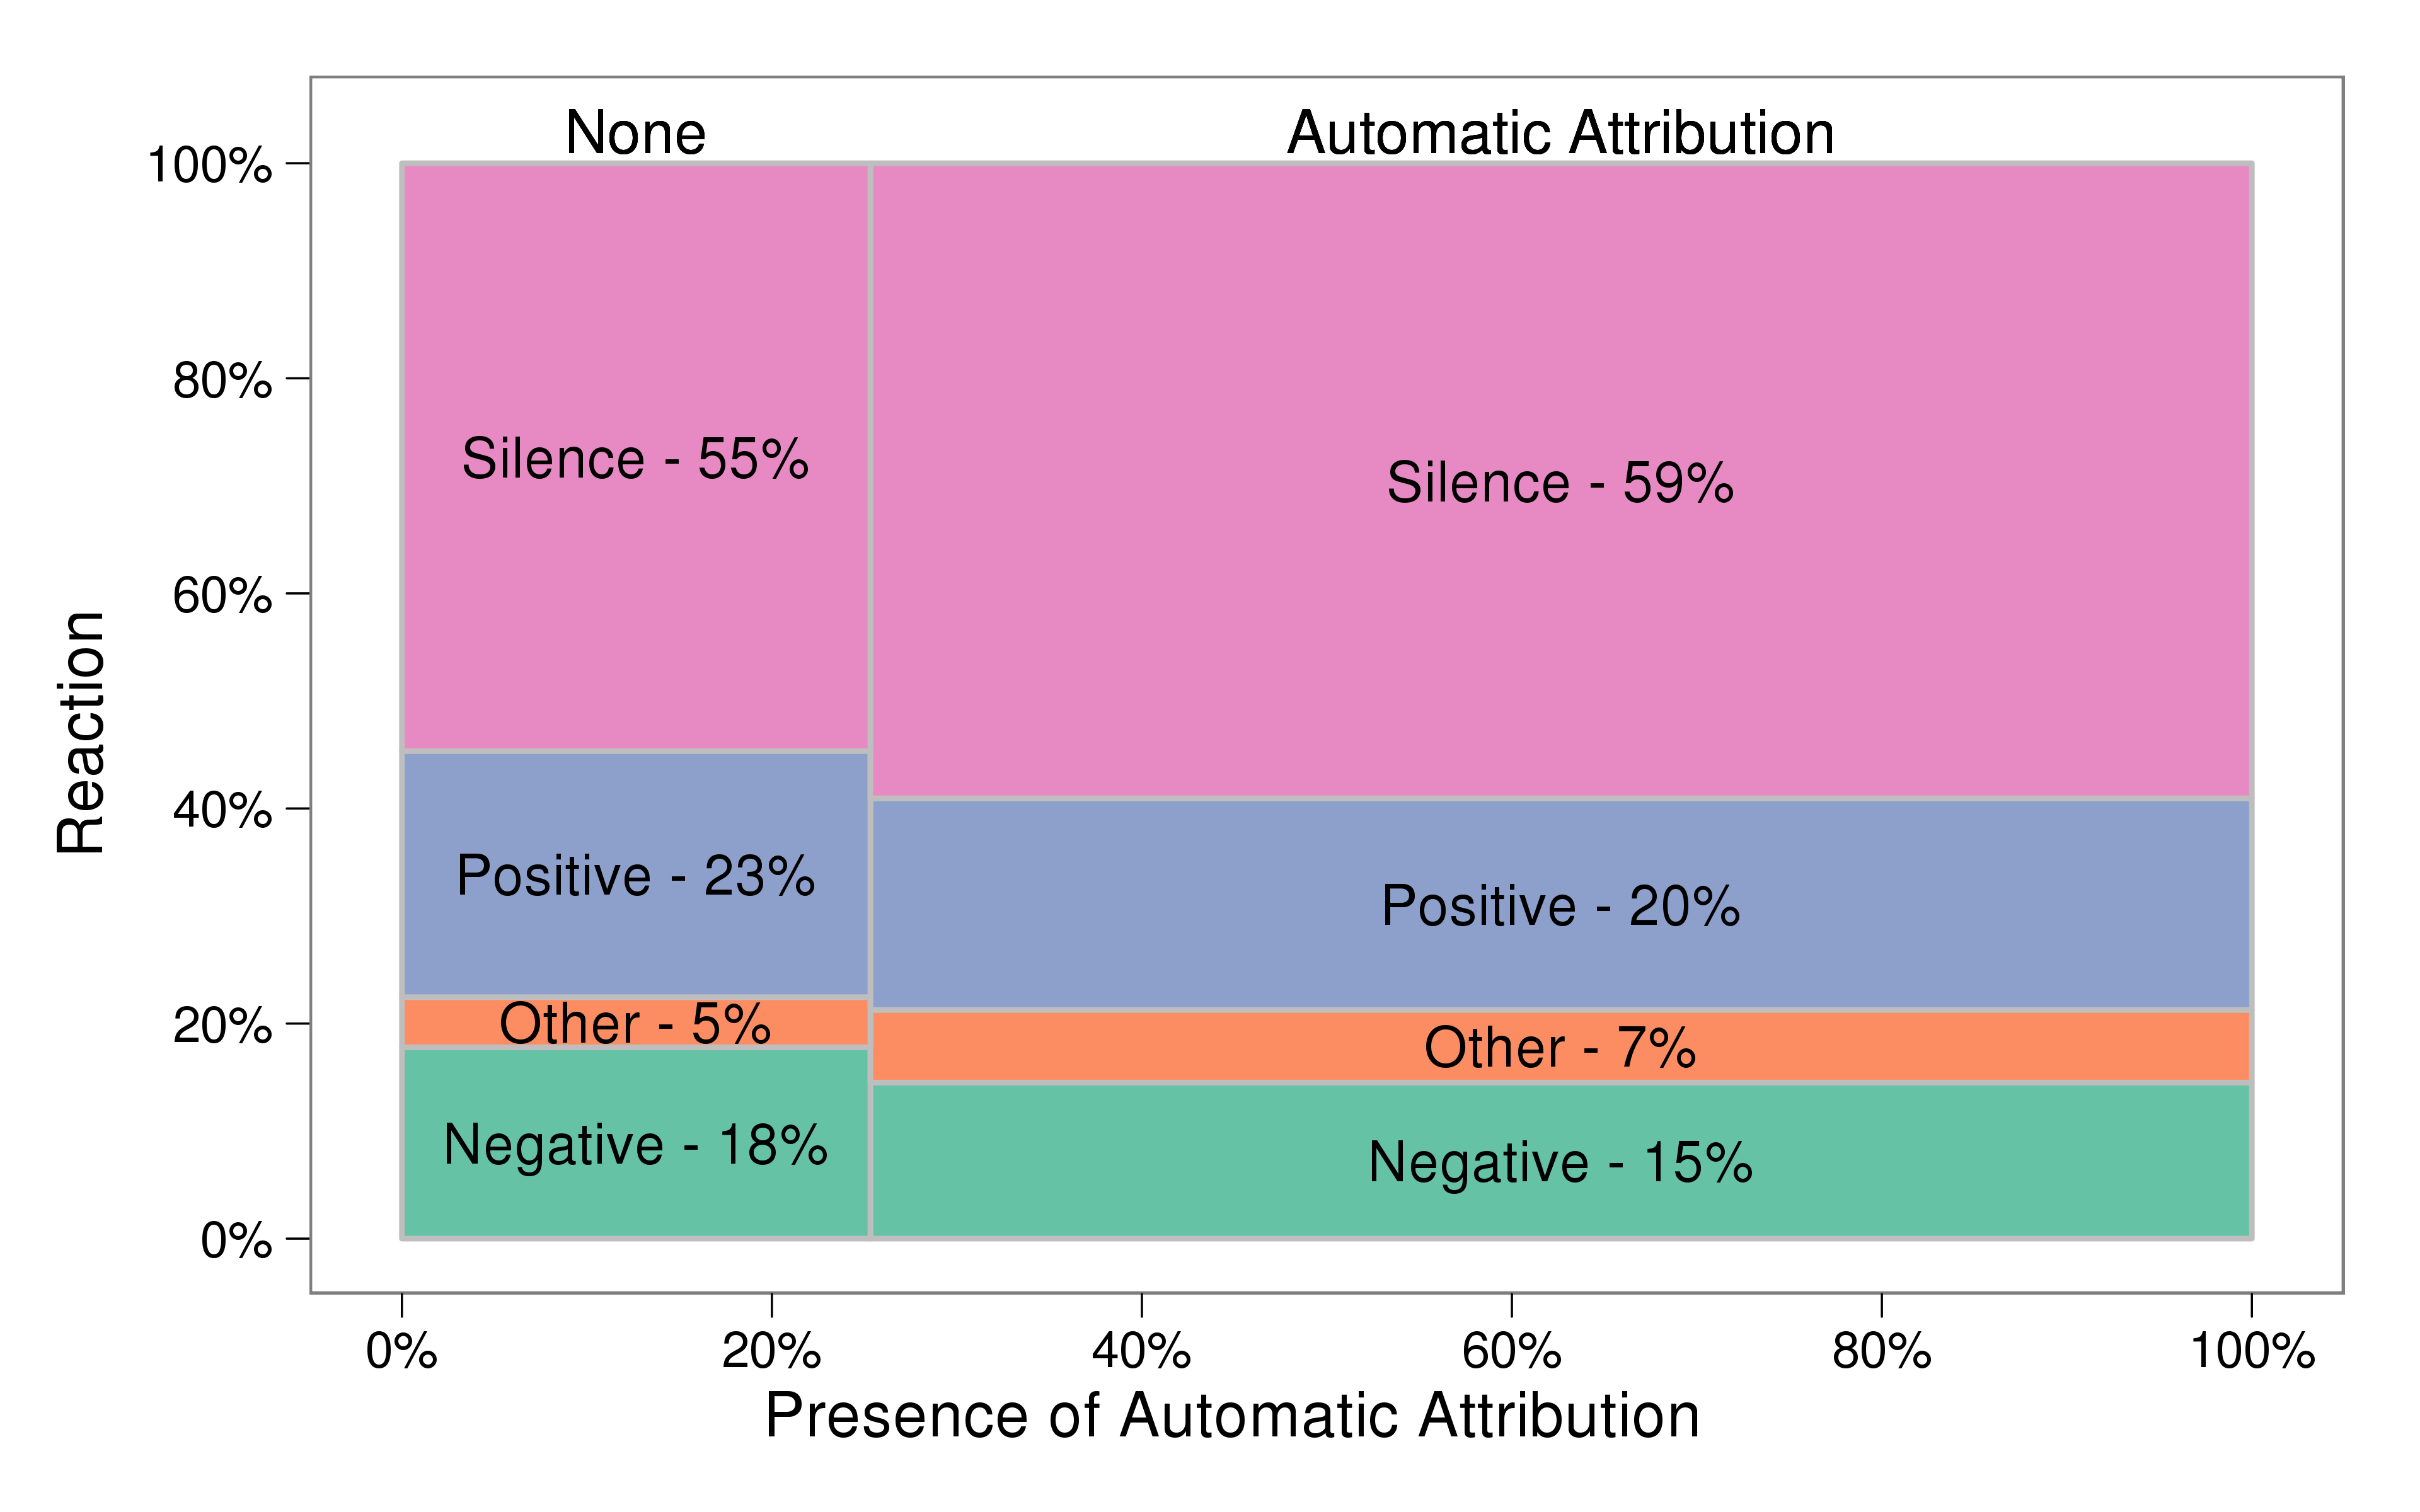 None
Automatic Attribution
100%
80%
60%
40%
20%
0%
Reaction
Silence - 55%
Positive - 23%
Other - 5%
Negative - 18%
Silence - 59%
Positive - 20%
Other - 7%
Negative - 15%
0%
20%
40%
60%
80%
100%
Presence of Automatic Attribution